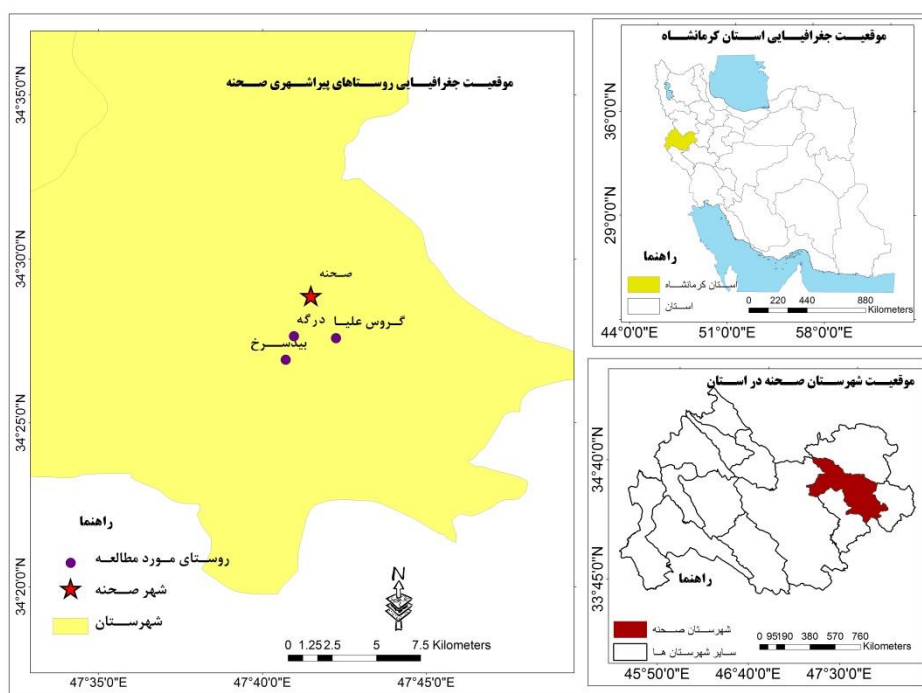 موقعیت جغرافیایی روستاهای پیراشهری صحنه
34°35'0"N
34°30'0"N
34°25'0"N
34°20'0"N
صحنه
درگه
گروس علیا
بیدسرخ
راهنما
روستای مورد مطالعه
شهر صحنه
شهرستان
N
0 1.25 2.5 5 7.5 Kilometers
47°35'0"E
47°40'0"E
47°45'0"E
موقعیت جغرافیایی استان کرمانشاه
36°0'0"N
29°0'0"N
راهنما
استان کرمانشاه
استان
0 220 440 880
Kilometers
44°0'0"E
51°0'0"E
58°0'0"E
موقعیت شهرستان صحنه در استان
34°40'0"N
33°45'0"N
راهنما
شهرستان صحنه
سایر شهرستان ها
0 95190 380 570 760
Kilometers
45°50'0"E
46°40'0"E
47°30'0"E